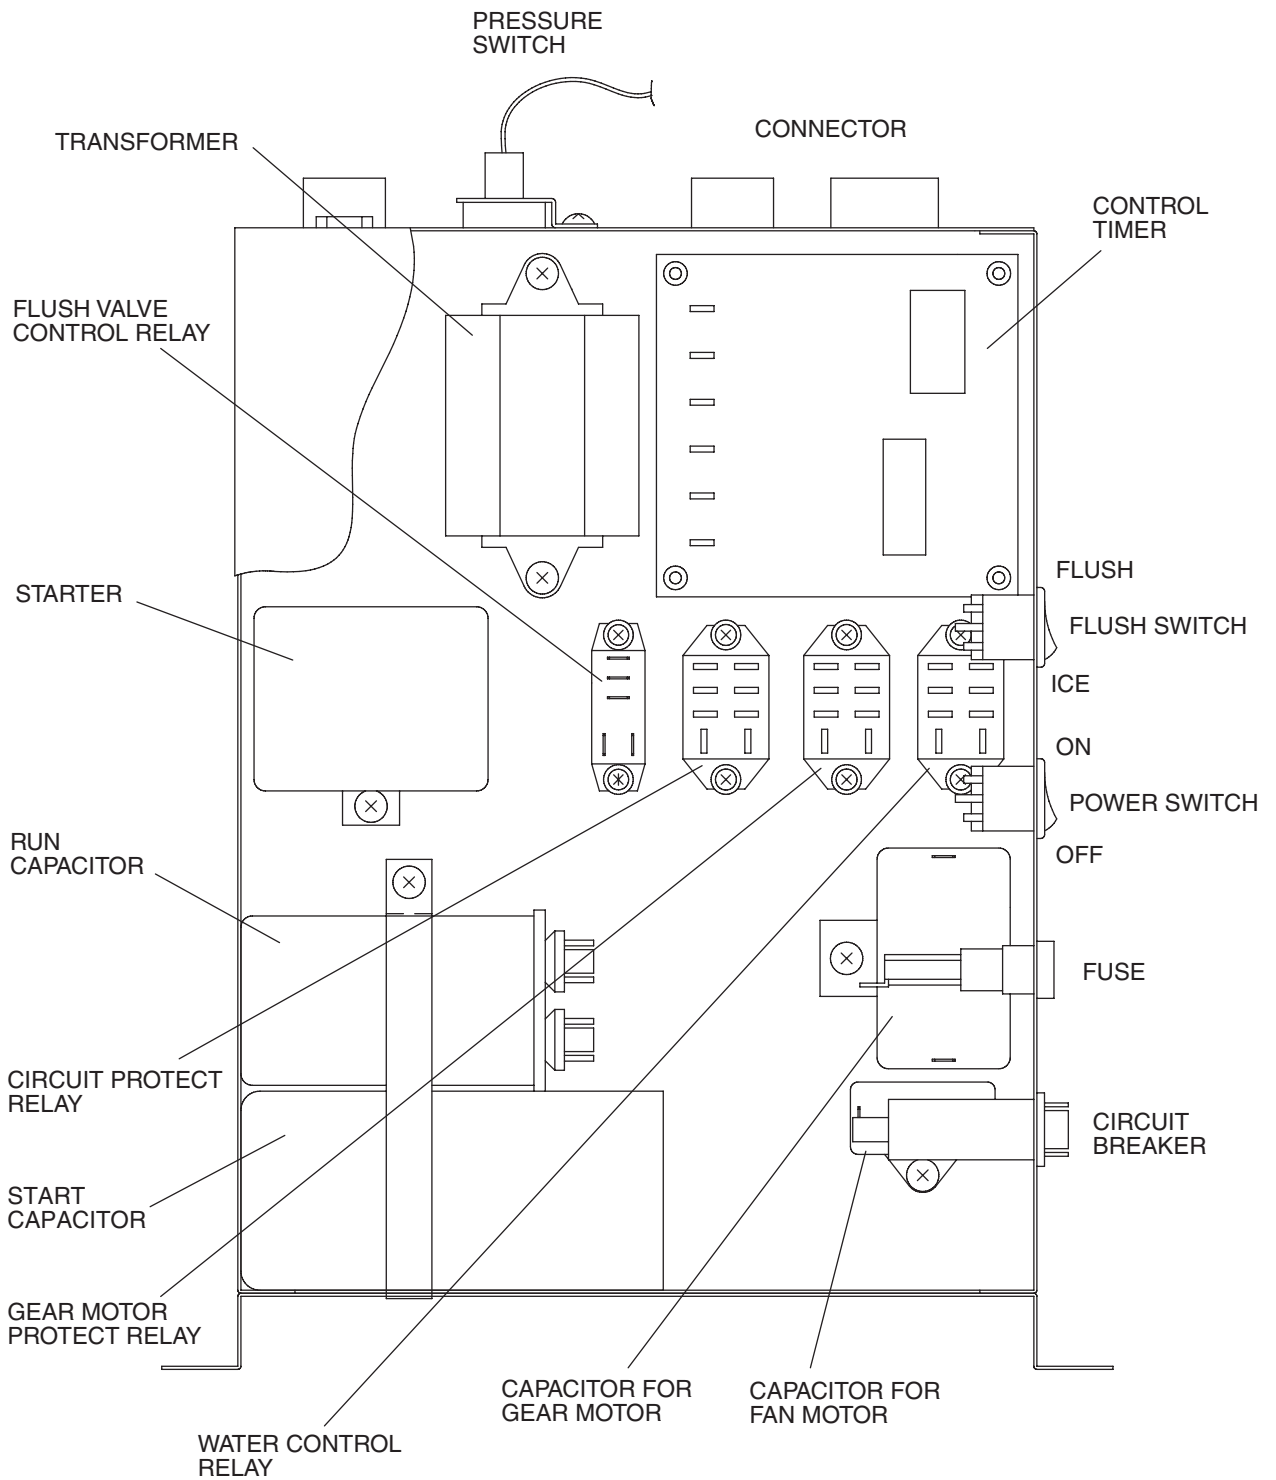 PRESSURE
SWITCH
TRANSFORMER
CONNECTOR
CONTROL
TIMER
FLUSH VALVE
CONTROL RELAY
FLUSH
STARTER
FLUSH SWITCH
ICE
ON
POWER SWITCH
RUN
CAPACITOR
OFF
FUSE
CIRCUIT PROTECT
RELAY
CIRCUIT
BREAKER
START
CAPACITOR
GEAR MOTOR
PROTECT RELAY
CAPACITOR FOR
GEAR MOTOR
CAPACITOR FOR
FAN MOTOR
WATER CONTROL
RELAY